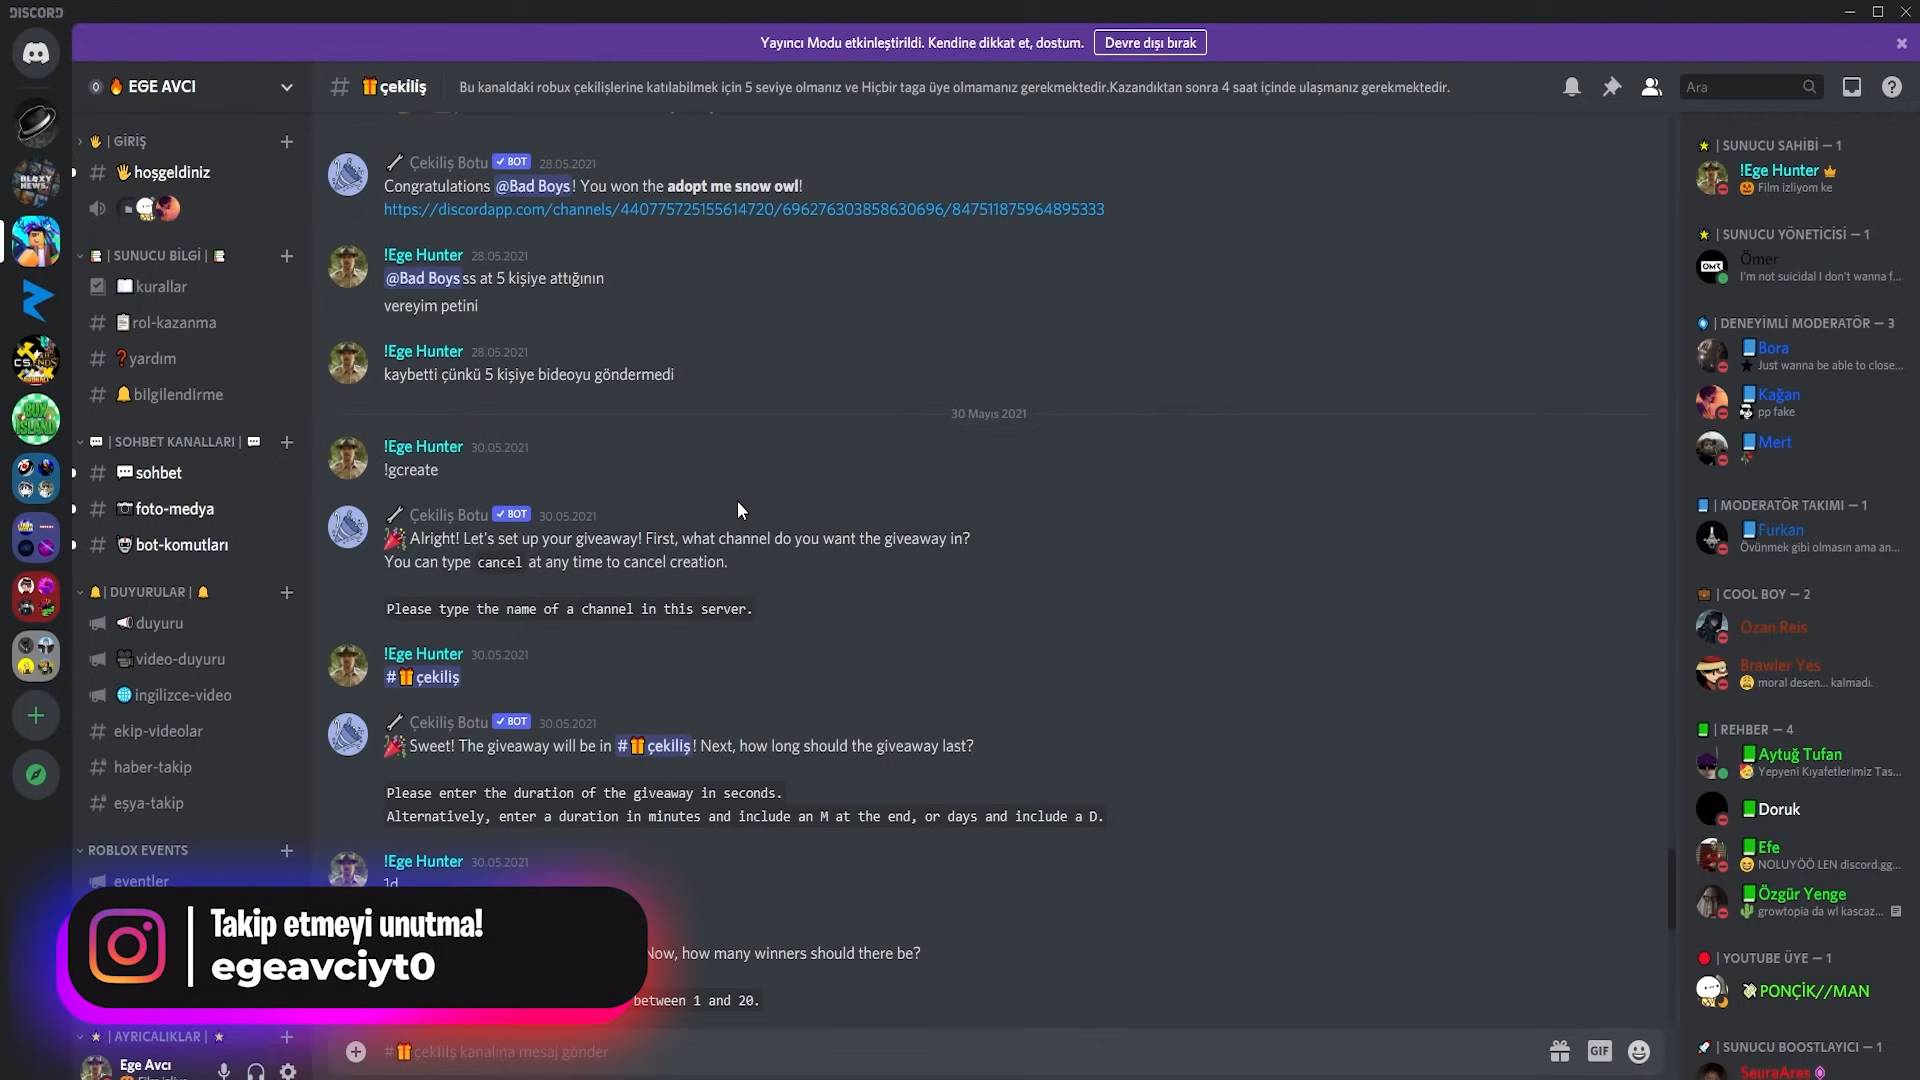 DISCORD
Yayıncı Modu etkinleştirildi. Kendine dikkat et, dostum.
Devre dışı bırak
EGE AVCI
| GİRİŞ
hoşgeldiniz
| SUNUCU BİLGİ |
kurallar
rol-kazanma
yardım
bilgilendirme
| SOHBET KANALLARI |
sohbet
foto-medya
bot-komutları
| DUYURULAR |
duyuru
video-duyuru
ingilizce-video
ekip-videolar
haber-takip
eşya-takip
ROBLOX EVENTS
eventler
| AYRICALIKLAR |
Ege Avcı
# çekiliş
Bu kanaldaki robux çekilişlerine katılabilmek için 5 seviye olmanız ve Hiçbir taga üye olmamanız gerekmektedir.Kazandıktan sonra 4 saat içinde ulaşmanız gerekmektedir.
Ara
Çekiliş Botu BOT 28.05.2021
Congratulations @Bad Boys! You won the adopt me snow owl!
https://discordapp.com/channels/440775725155614720/696276303858630696/847511875964895333
!Ege Hunter 28.05.2021
@Bad Boys ss at 5 kişiye attığının
vereyim petini
!Ege Hunter 28.05.2021
kaybetti çünkü 5 kişiye bideoyu göndermedi
30 Mayıs 2021
!Ege Hunter 30.05.2021
!gcreate
Çekiliş Botu BOT 30.05.2021
Alright! Let's set up your giveaway! First, what channel do you want the giveaway in?
You can type cancel at any time to cancel creation.
Please type the name of a channel in this server.
!Ege Hunter 30.05.2021
# çekiliş
Çekiliş Botu BOT 30.05.2021
Sweet! The giveaway will be in # çekiliş! Next, how long should the giveaway last?
Please enter the duration of the giveaway in seconds.
Alternatively, enter a duration in minutes and include an M at the end, or days and include a D.
!Ege Hunter 30.05.2021
1d
Now, how many winners should there be?
between 1 and 20.
# çekiliş kanalına mesaj gönder
GIF
Takip etmeyi unutma!
egeavciyt0
| SUNUCU SAHİBİ — 1
!Ege Hunter
Film izliyom ke
| SUNUCU YÖNETİCİSİ — 1
Ömer
I'm not suicidal I don't wanna f...
| DENEYİMLİ MODERATÖR — 3
Bora
Just wanna be able to close...
Kağan
pp fake
Mert
| MODERATÖR TAKIMI — 1
Furkan
Övünmek gibi olmasın ama an...
| COOL BOY — 2
Ozan Reis
Brawler Yes
moral desen... kalmadı.
| REHBER — 4
Aytuğ Tufan
Yepyeni Kıyafetlerimiz Tas...
Doruk
Efe
NOLUYÖÖ LEN discord.gg...
Özgür Yenge
growtopia da wl kascaz...
| YOUTUBE ÜYE — 1
PONÇİK//MAN
| SUNUCU BOOSTLAYICI — 1
SeuraAres